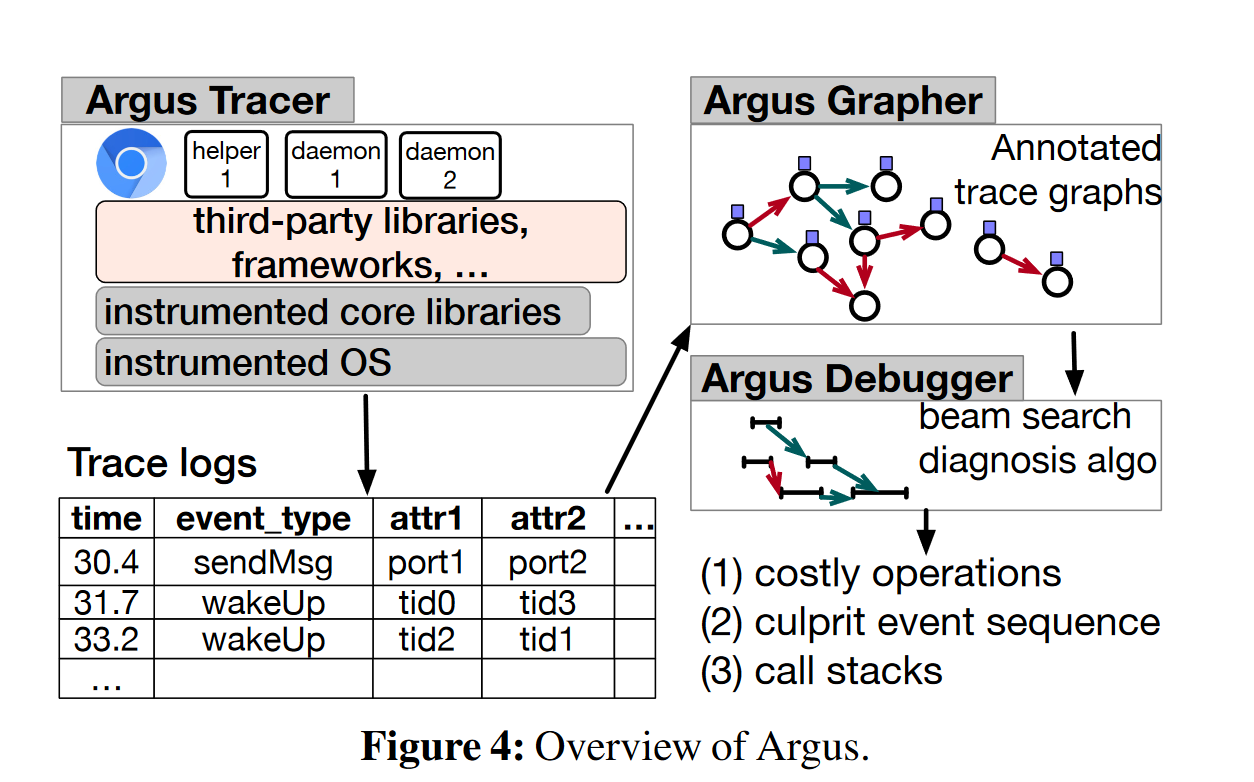 Argus Tracer
helper
1
daemon
1
daemon
2
third-party libraries,
frameworks, ...
instrumented core libraries
instrumented OS
Trace logs
time event_type attr1 attr2 ...
30.4 sendMsg port1 port2
31.7 wakeUp tid0 tid3
33.2 wakeUp tid2 tid1
...
Argus Grapher
Annotated
trace graphs
Argus Debugger
beam search
diagnosis algo
(1) costly operations
(2) culprit event sequence
(3) call stacks
Figure 4: Overview of Argus.